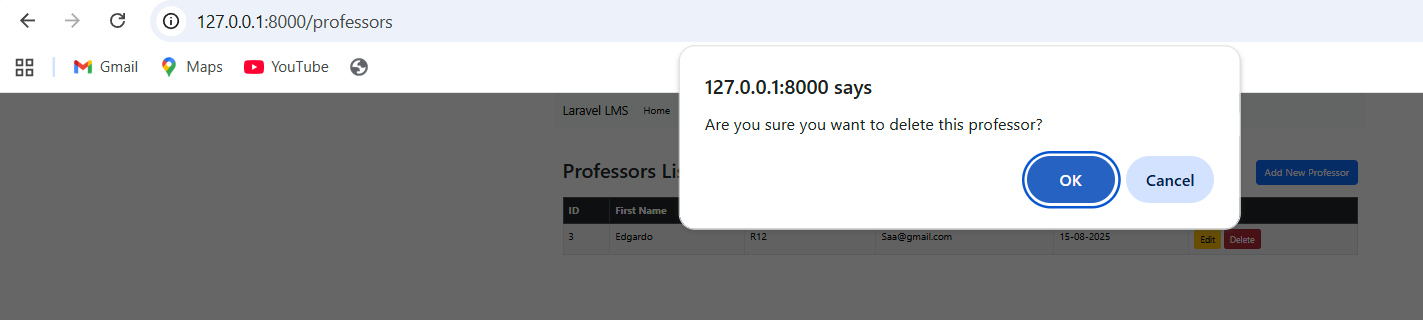 127.0.0.1:8000/professors
Gmail Maps YouTube
127.0.0.1:8000 says
Are you sure you want to delete this professor?
OK Cancel
Laravel LMS Home
Professors Lis
Add New Professor
ID First Name
3 Edgardo R12 Saa@gmail.com 15-08-2025 Edit Delete